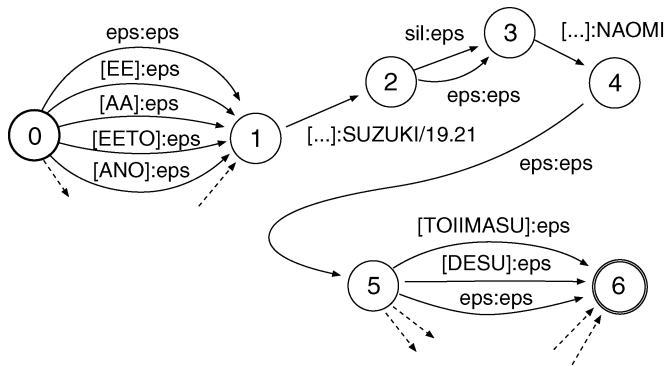 eps:eps
[EE]:eps
[AA]:eps
[EETO]:eps
[ANO]:eps
0
1
[...]:SUZUKI/19.21
2
sil:eps
eps:eps
3
[...]:NAOMI
4
eps:eps
5
[TOIIMASU]:eps
[DESU]:eps
eps:eps
6